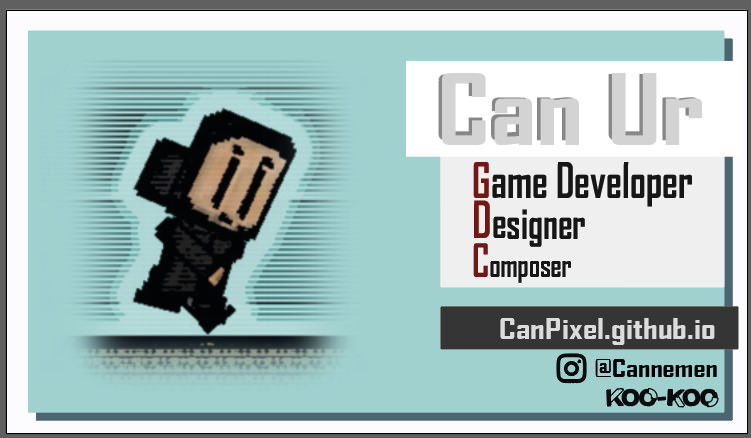 Can Ur
Game Developer
Designer
Composer
CanPixel.github.io
@Cannemen
KOO-KOO